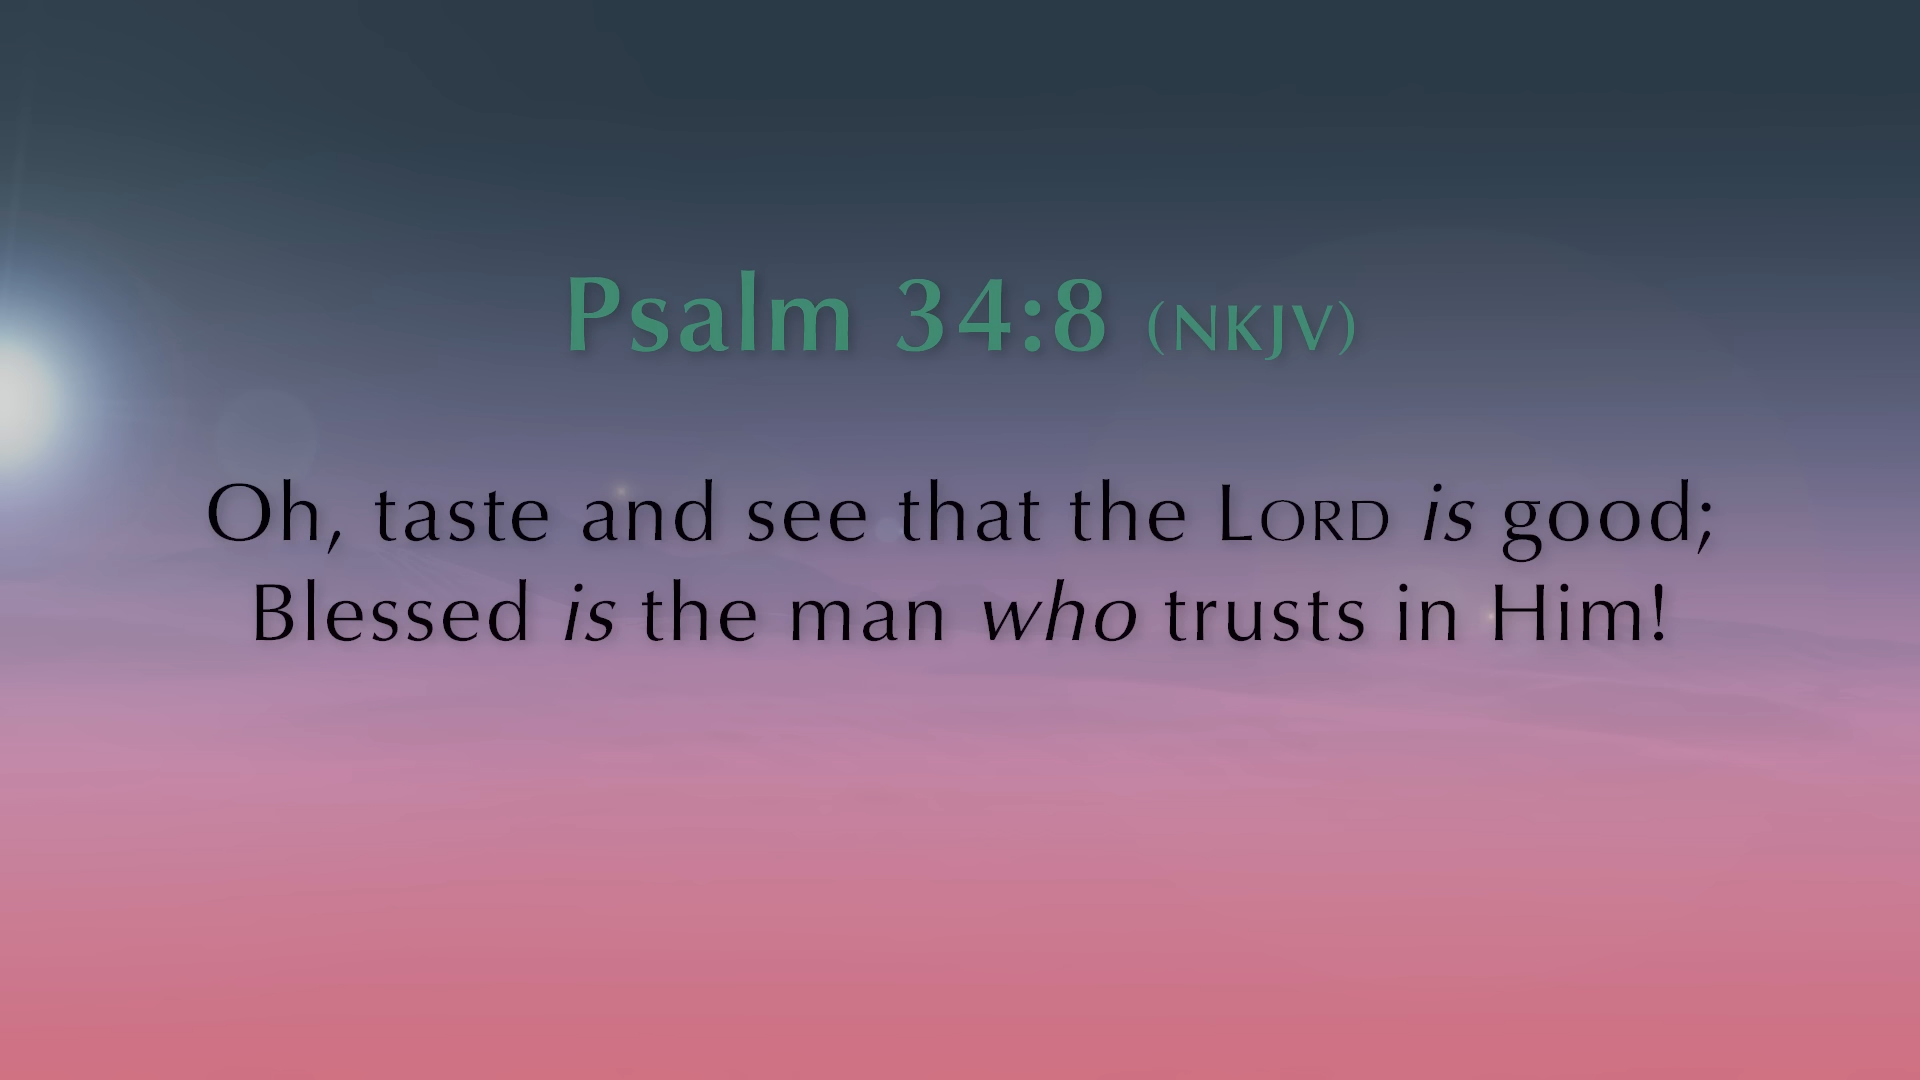 Psalm 34:8 (NKJV)
Oh, taste and see that the LORD is good;
Blessed is the man who trusts in Him!